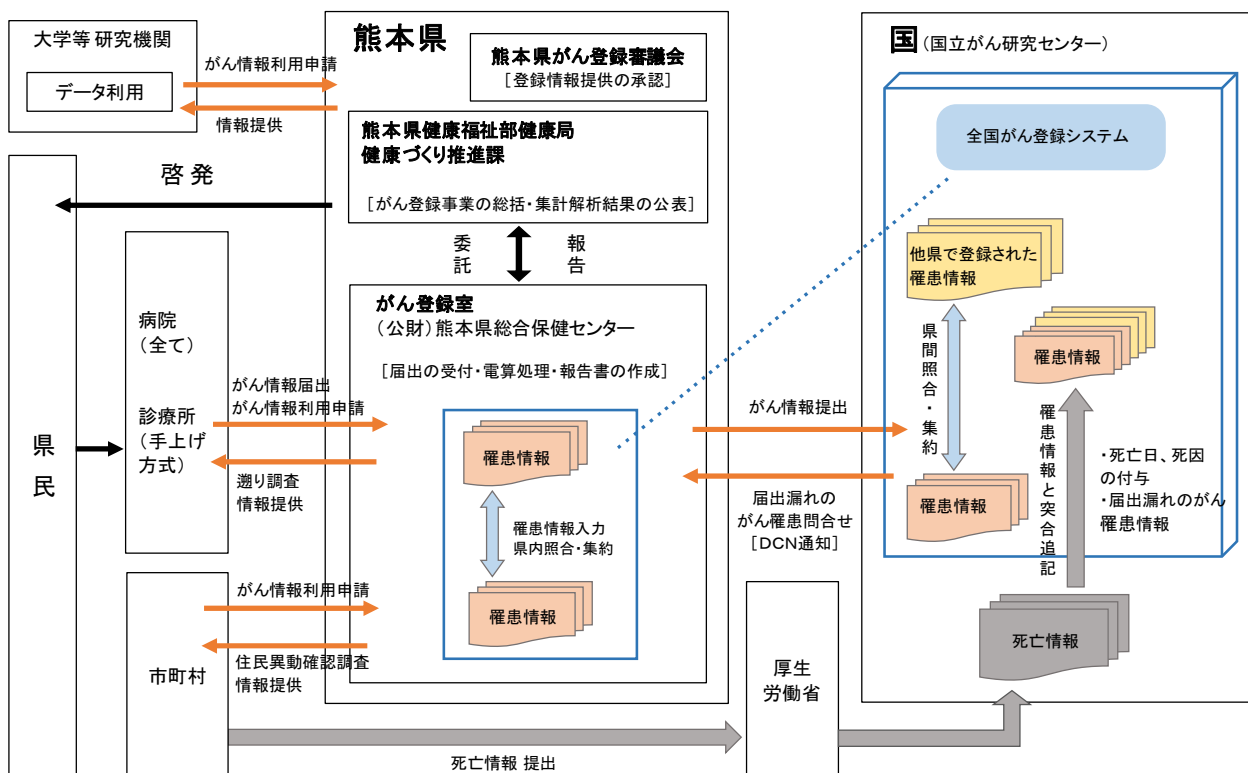 大学等 研究機関
データ利用
がん情報利用申請
情報提供
熊本県
熊本県がん登録審議会
[登録情報提供の承認]
熊本県健康福祉部健康局
健康づくり推進課
[がん登録事業の総括・集計解析結果の公表]
啓 発
委託
報告
県民
病院
(全て)
診療所
(手上げ
方式)
がん情報届出
がん情報利用申請
遡り調査
情報提供
がん登録室
(公財)熊本県総合保健センター
[届出の受付・電算処理・報告書の作成]
罹患情報
罹患情報入力
県内照合・集約
罹患情報
市町村
がん情報利用申請
住民異動確認調査
情報提供
死亡情報 提出
厚生
労働省
がん情報提出
届出漏れの
がん罹患問合せ
[DCN通知]
国(国立がん研究センター)
全国がん登録システム
他県で登録された
罹患情報
県間照合・集約
罹患情報
罹患情報
罹患情報と突合追記
・死亡日、死因
の付与
・届出漏れのがん
罹患情報
死亡情報